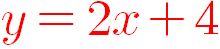 y = 2x + 4